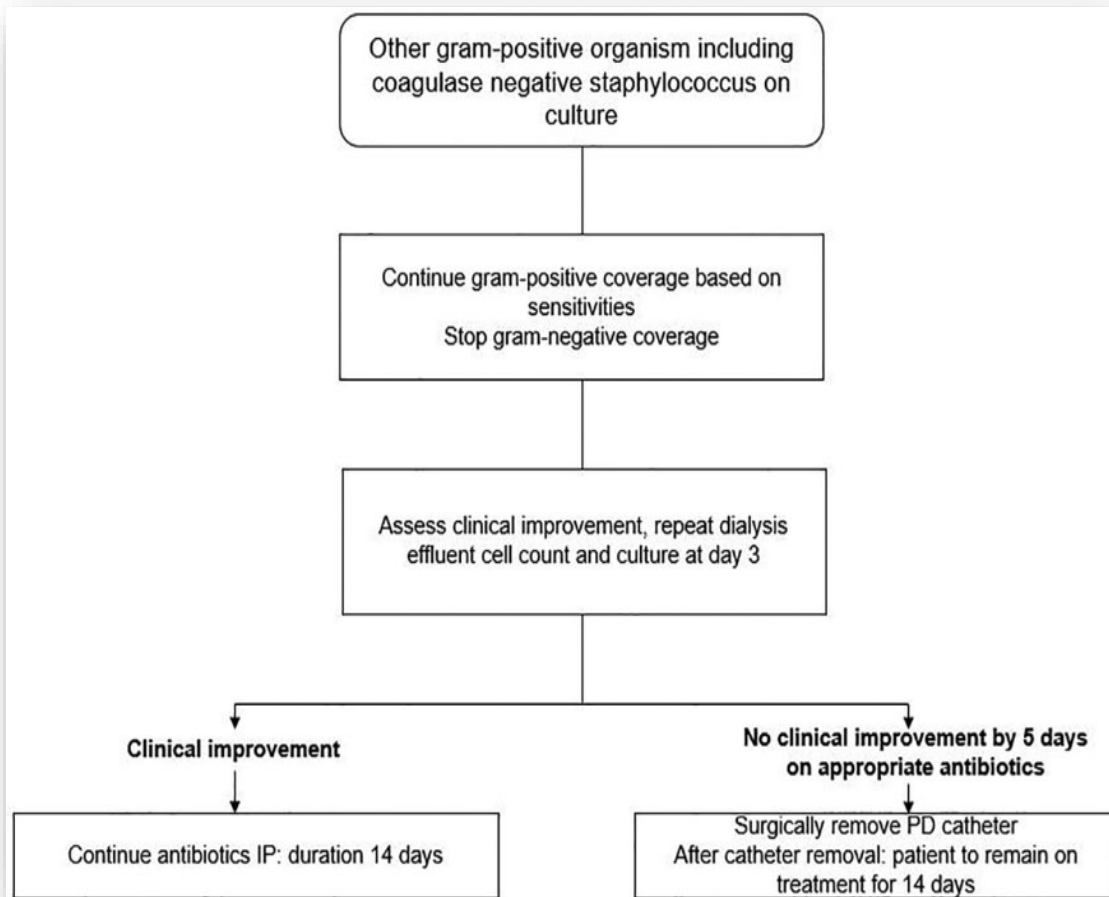 Other gram-positive organism including
coagulase negative staphylococcus on
culture
Continue gram-positive coverage based on
sensitivities
Stop gram-negative coverage
Assess clinical improvement, repeat dialysis
effluent cell count and culture at day 3
Clinical improvement
No clinical improvement by 5 days
on appropriate antibiotics
Continue antibiotics IP: duration 14 days
Surgically remove PD catheter
After catheter removal: patient to remain on
treatment for 14 days